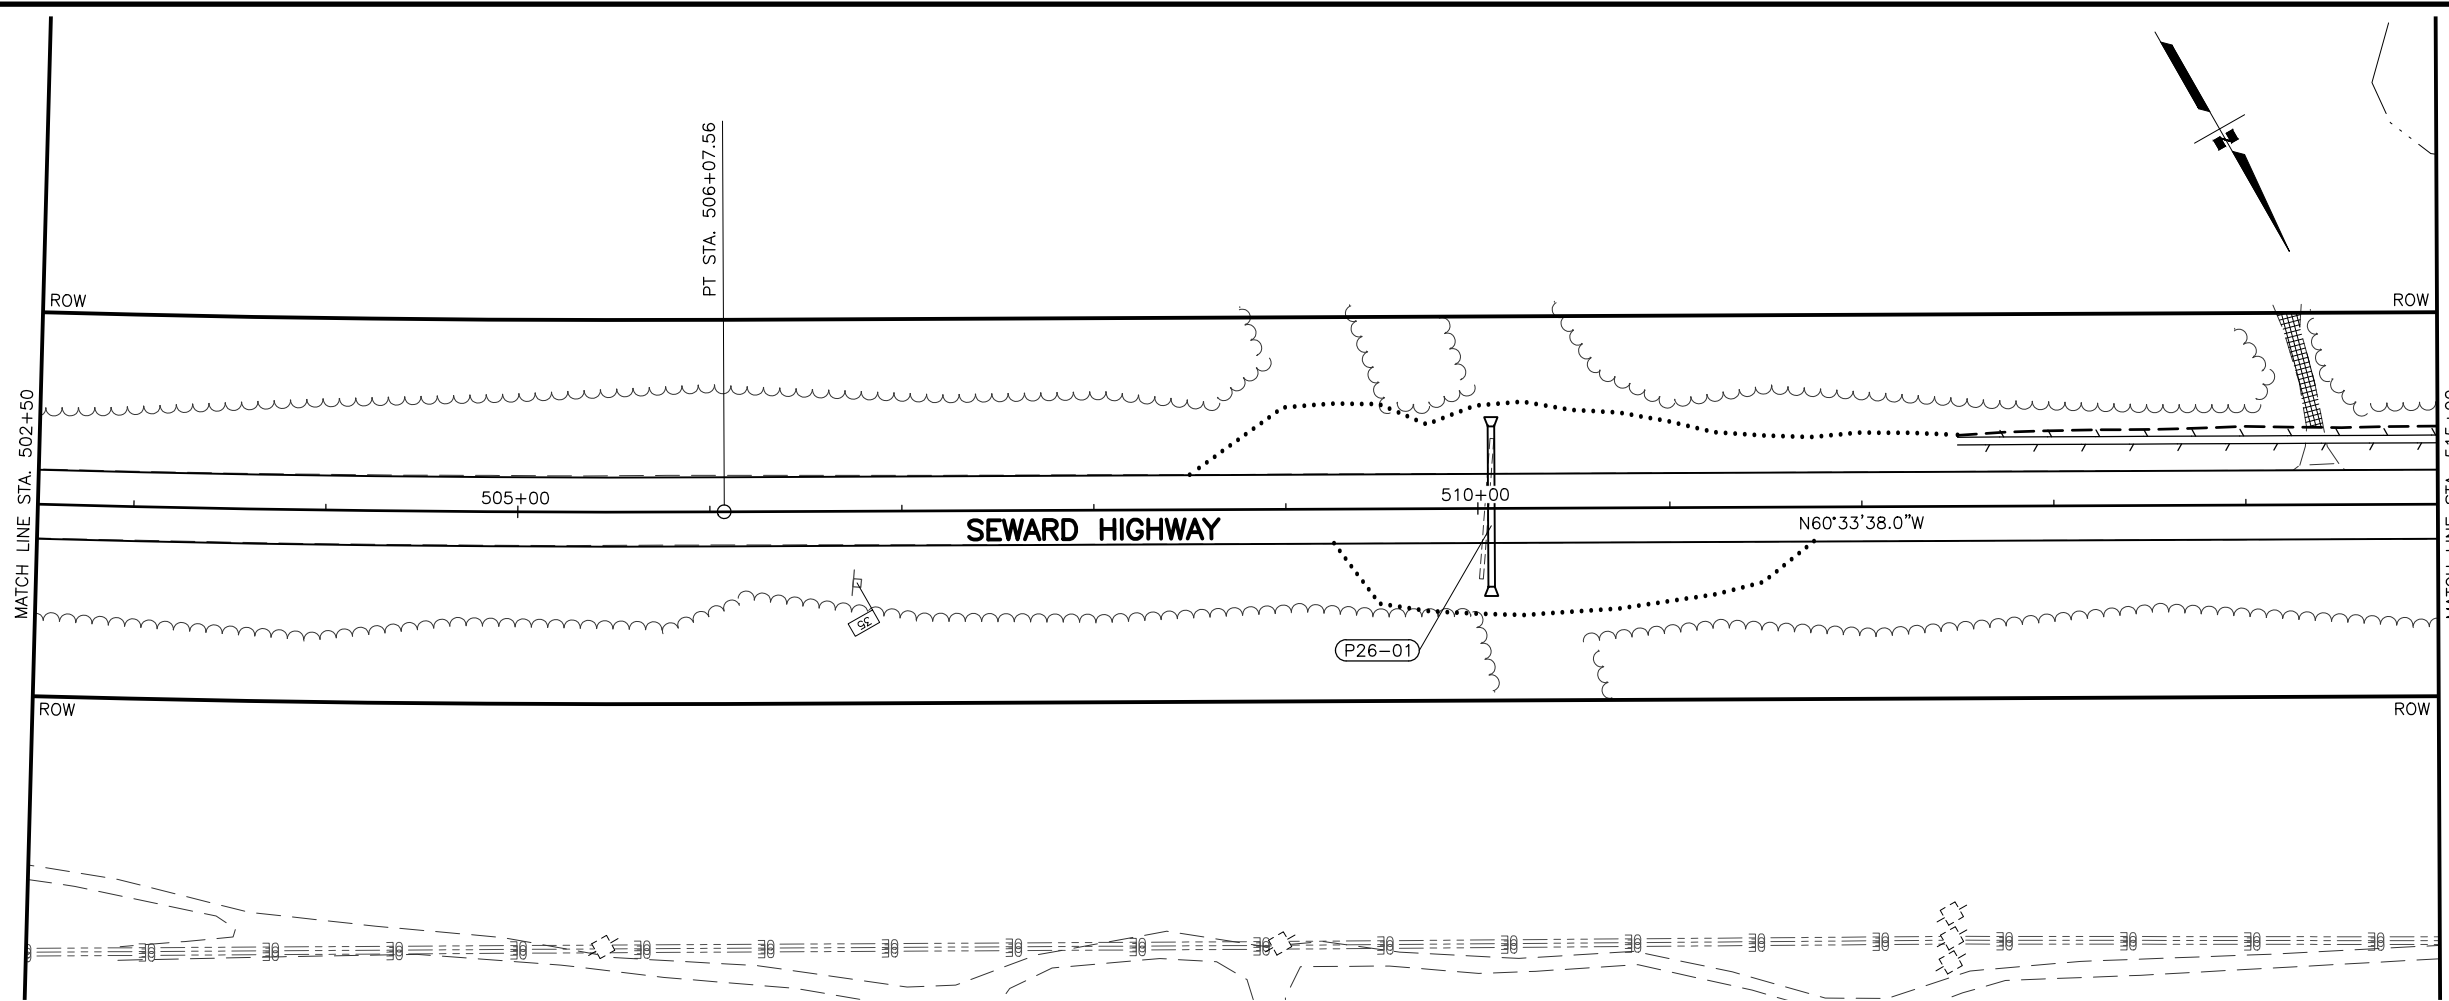 PT STA. 506+07.56
ROW
ROW
MATCH LINE STA. 502+50
505+00
510+00
SEWARD HIGHWAY
N60°33'38.0"W
35
P26-01
ROW
ROW